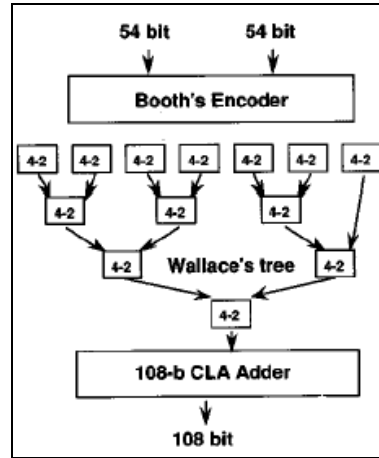 54 bit 54 bit
Booth's Encoder
4-2 4-2 4-2 4-2 4-2 4-2 4-2
4-2 4-2 4-2
4-2 Wallace's tree 4-2
4-2
108-b CLA Adder
108 bit